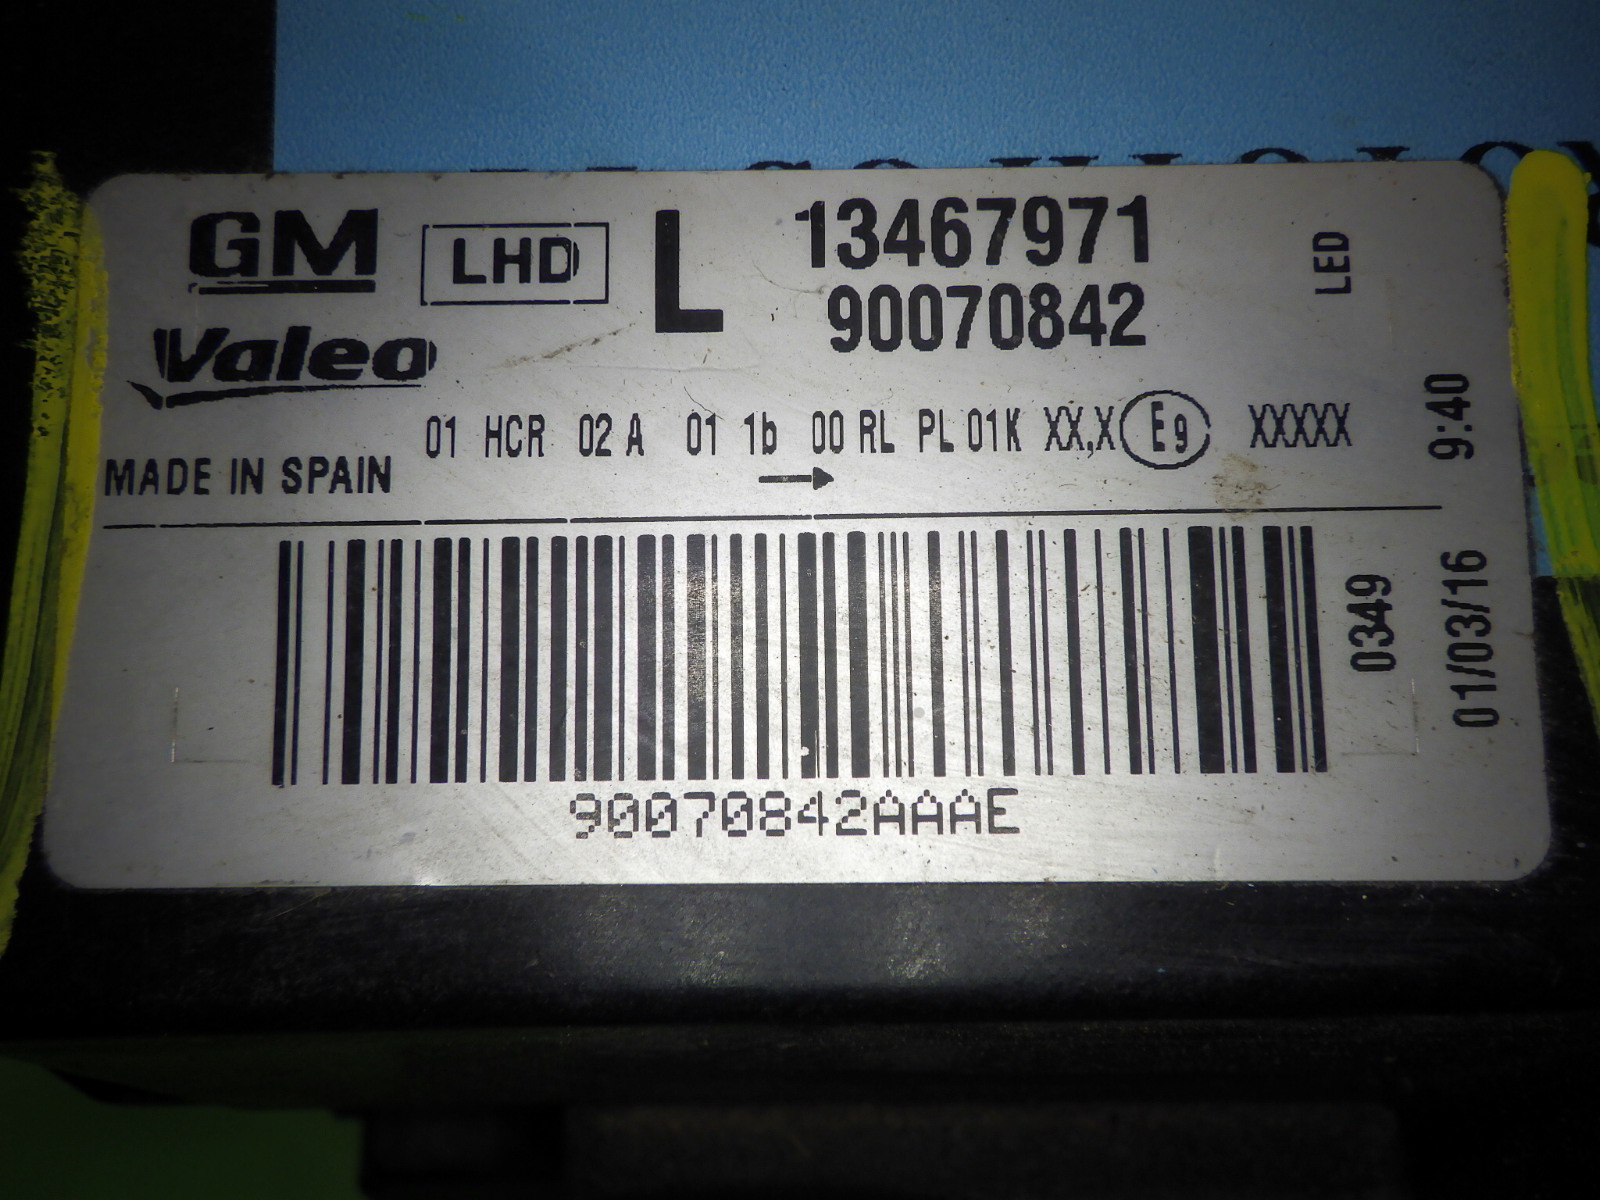 GM LHD L 13467971 LED
Valeo 90070842
01 HCR 02 A 01 1b 00 RL PL 01K XX,X E9 XXXXX 9:40
MADE IN SPAIN →
0349 01/03/16
90070842AAAE